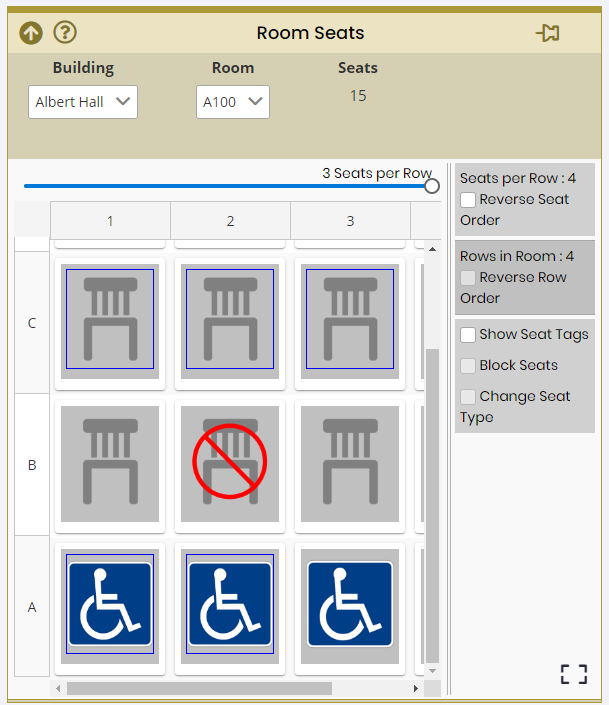 ?
Room Seats
Building
Room
Seats
Albert Hall
A100
15
3 Seats per Row
1
2
3
C
B
A
Seats per Row : 4
Reverse Seat
Order
Rows in Room : 4
Reverse Row
Order
Show Seat Tags
Block Seats
Change Seat
Type